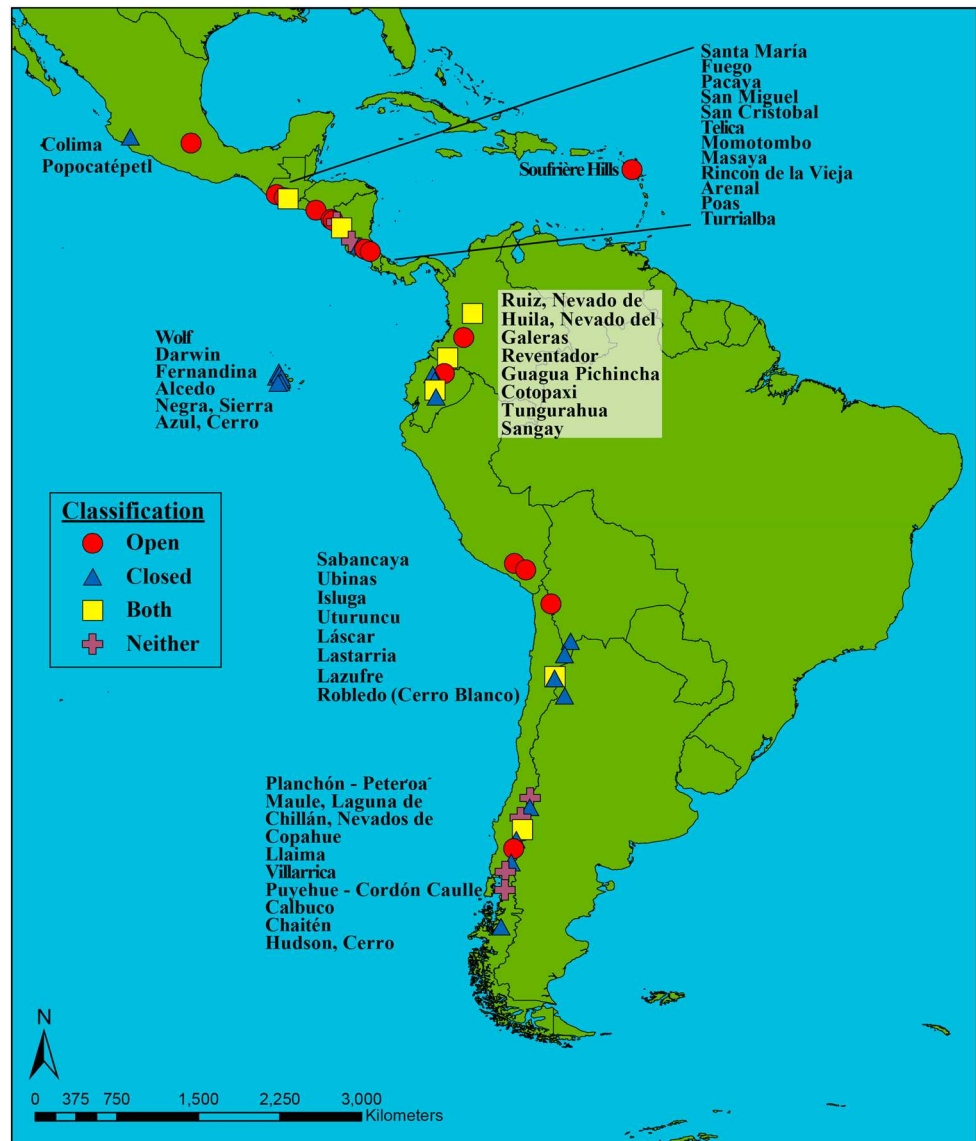 Santa María
Fuego
Pacaya
San Miguel
San Cristobal
Telica
Momotombo
Masaya
Rincón de la Vieja
Arenal
Poas
Turrialba
Colima
Popocatépetl
Soufrière Hills
Ruiz, Nevado de
Huila, Nevado del
Galeras
Reventador
Guagua Pichincha
Cotopaxi
Tungurahua
Sangay
Wolf
Darwin
Fernandina
Alcedo
Negra, Sierra
Azul, Cerro
Classification
Open
Closed
Both
Neither
Sabancaya
Ubinas
Isluga
Uturuncu
Láscar
Lastarria
Lazufre
Robledo (Cerro Blanco)
Planchón - Peteroa
Maule, Laguna de
Chillán, Nevados de
Copahue
Llaima
Villarrica
Puyehue - Cordón Caulle
Calbuco
Chaitén
Hudson, Cerro
N
0 375 750 1,500 2,250 3,000
Kilometers